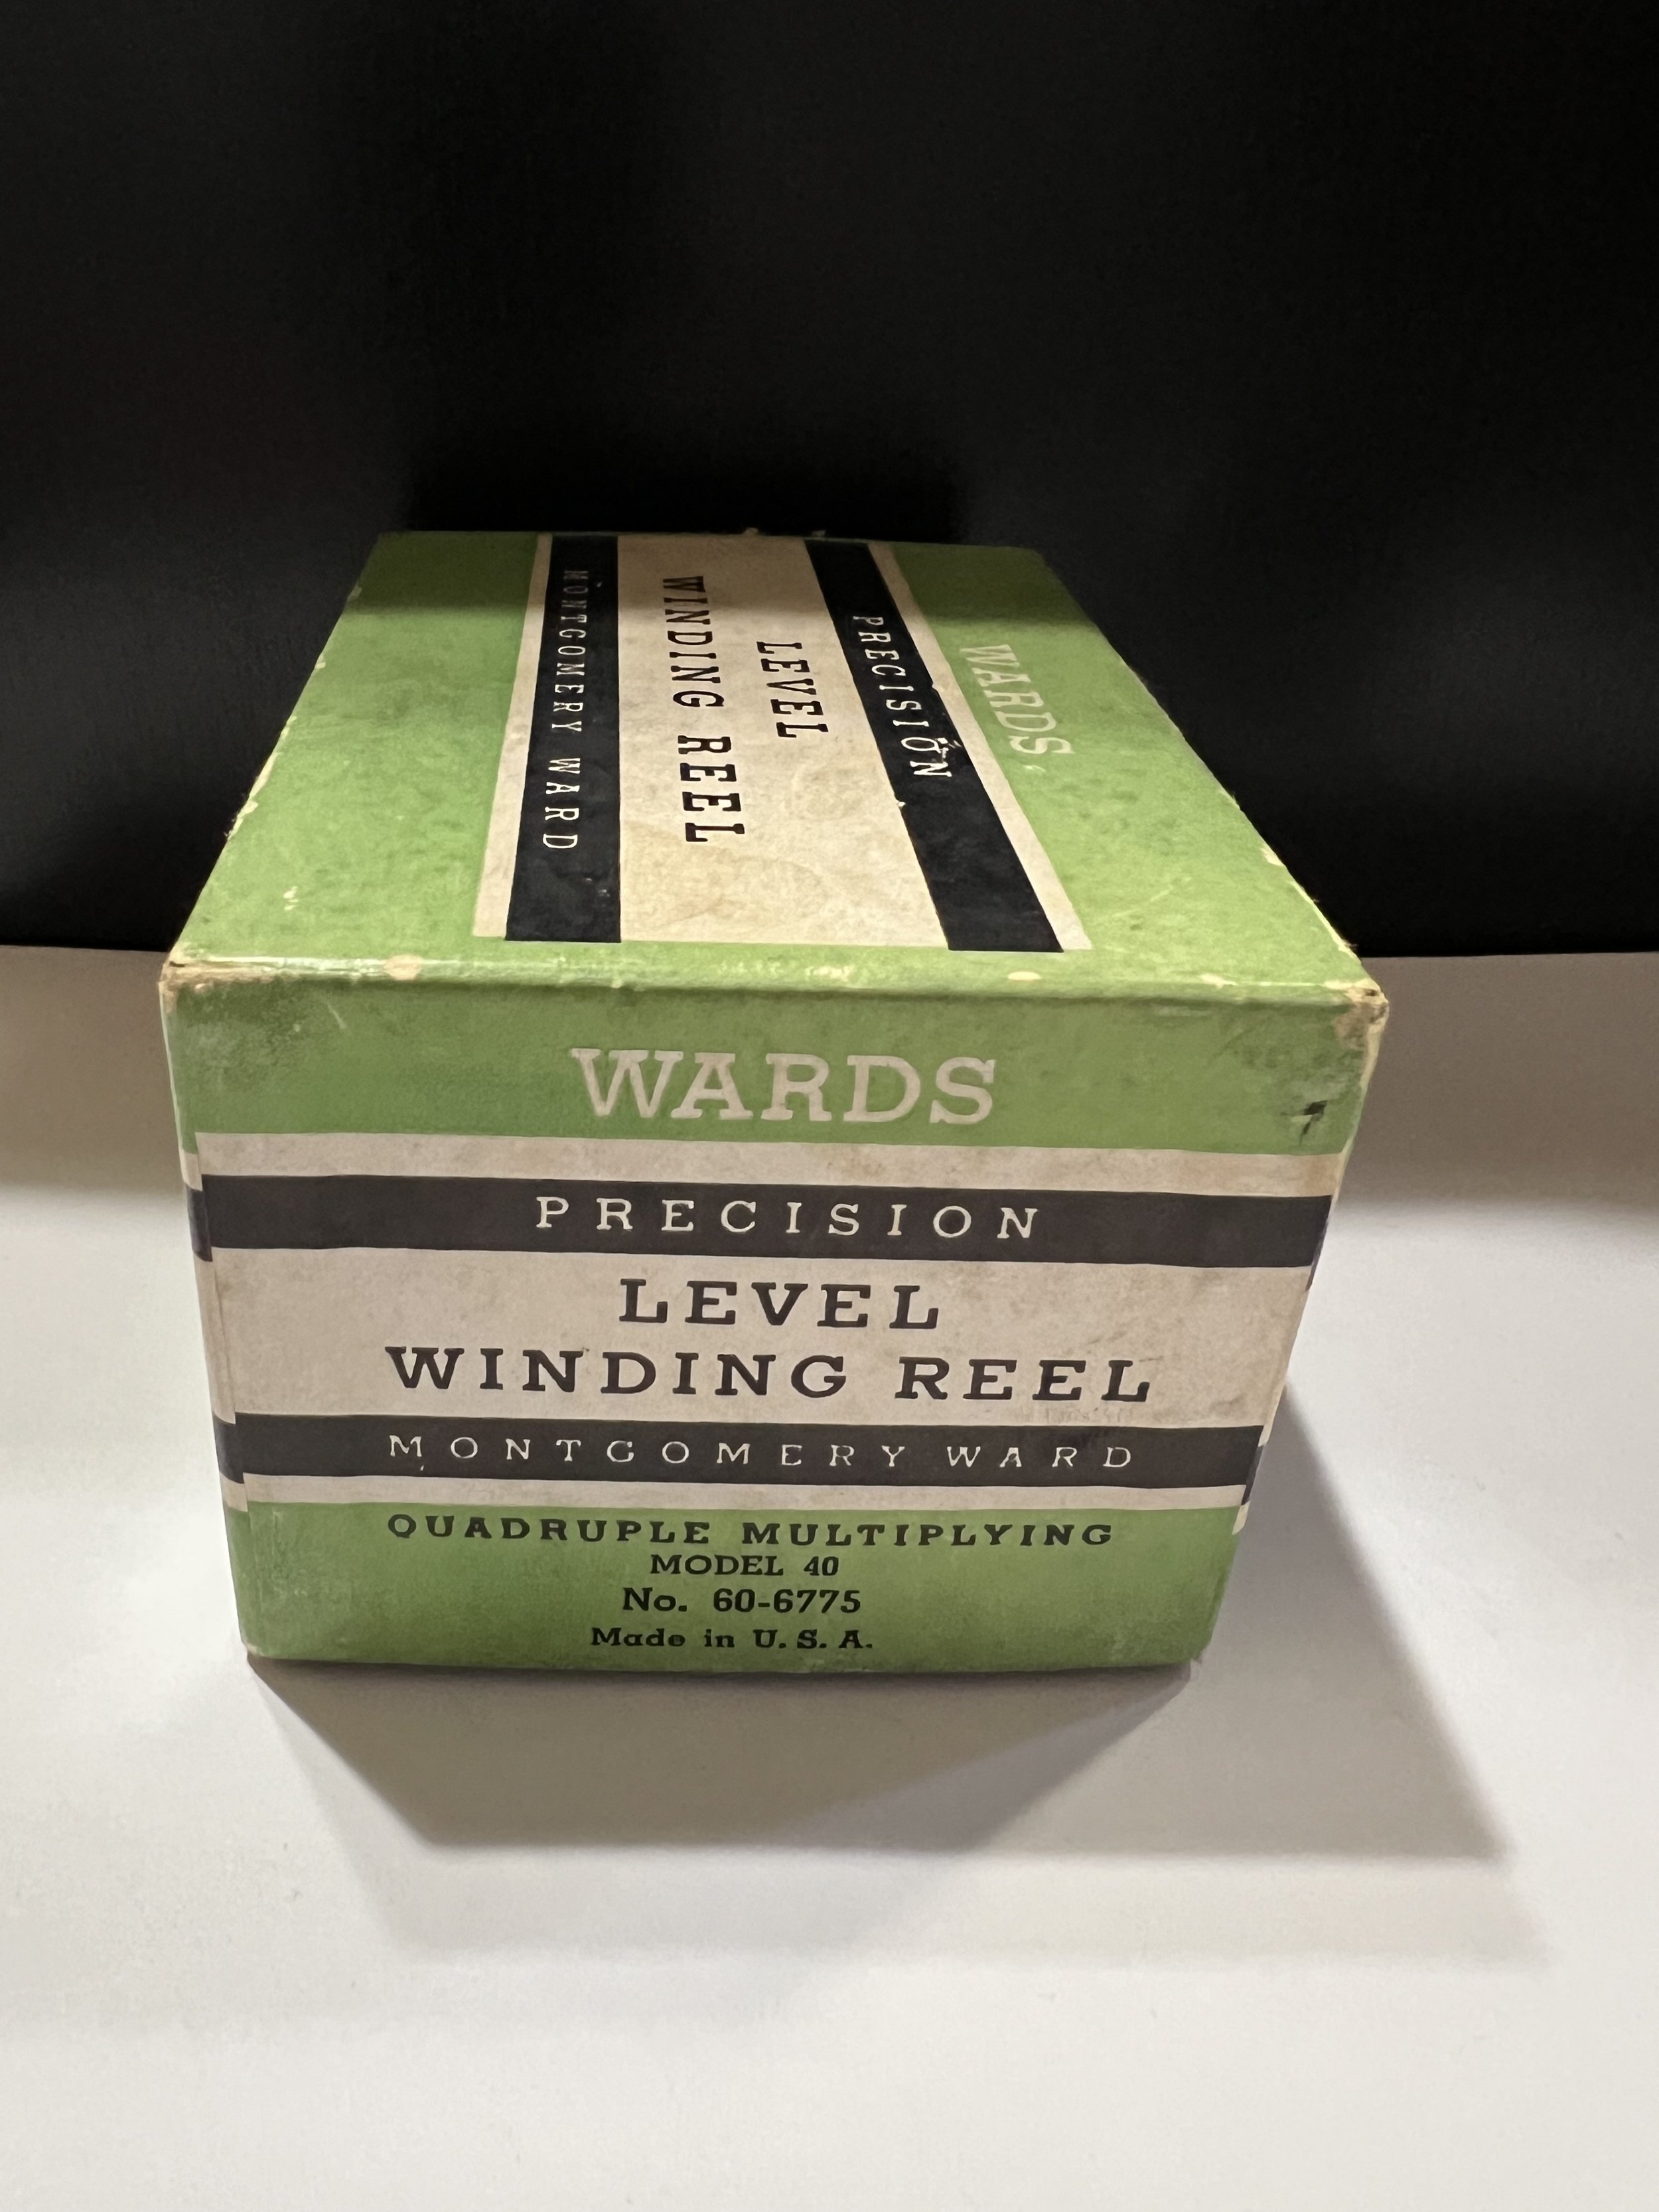 WARDS
PRECISION
LEVEL
WINDING REEL
MONTGOMERY WARD
WARDS
PRECISION
LEVEL
WINDING REEL
MONTGOMERY WARD
QUADRUPLE MULTIPLYING
MODEL 40
No. 60-6775
Made in U. S. A.